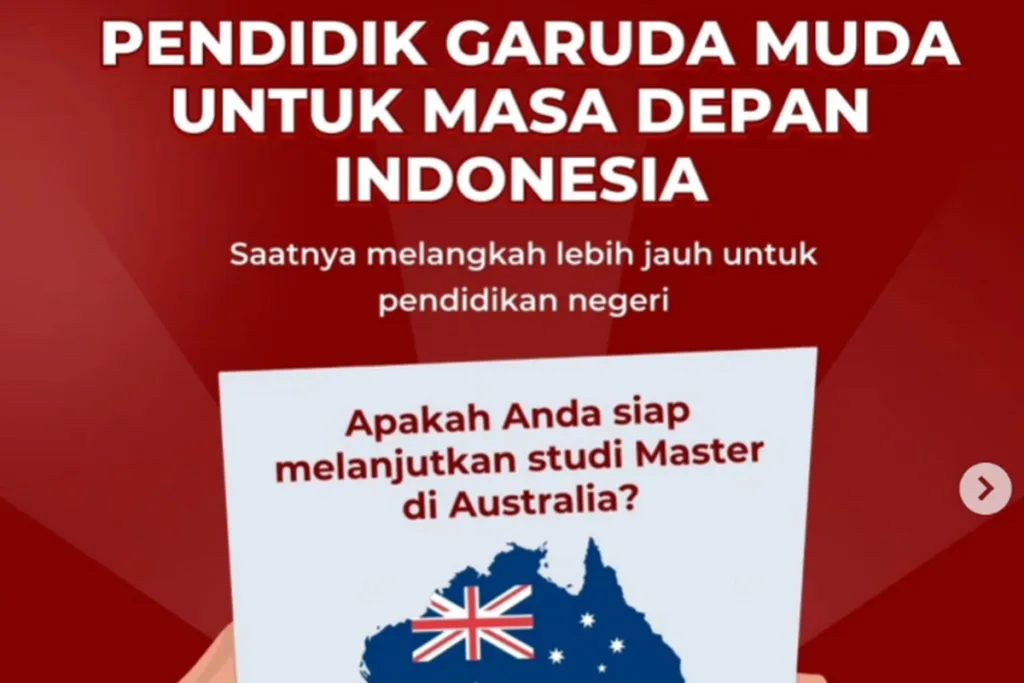 PENDIDIK GARUDA MUDA
UNTUK MASA DEPAN
INDONESIA
Saatnya melangkah lebih jauh untuk
pendidikan negeri
Apakah Anda siap
melanjutkan studi Master
di Australia?